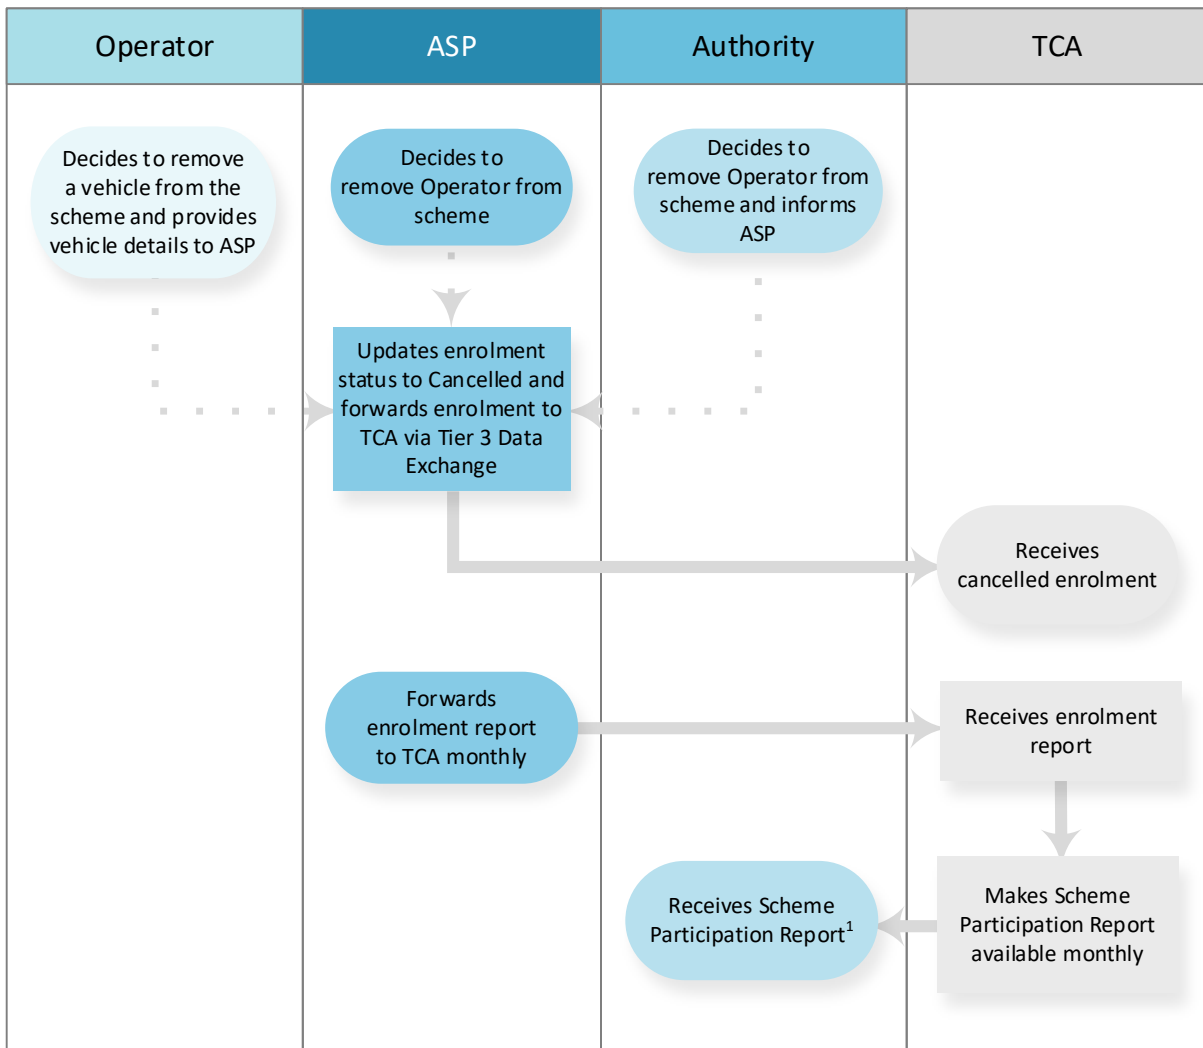 Operator
ASP
Authority
TCA
Decides to remove
a vehicle from the
scheme and provides
vehicle details to ASP
Decides to
remove Operator from
scheme
Decides to
remove Operator from
scheme and informs
ASP
Updates enrolment
status to Cancelled and
forwards enrolment to
TCA via Tier 3 Data
Exchange
Receives
cancelled enrolment
Forwards
enrolment report
to TCA monthly
Receives enrolment
report
Receives Scheme
Participation Report¹
Makes Scheme
Participation Report
available monthly